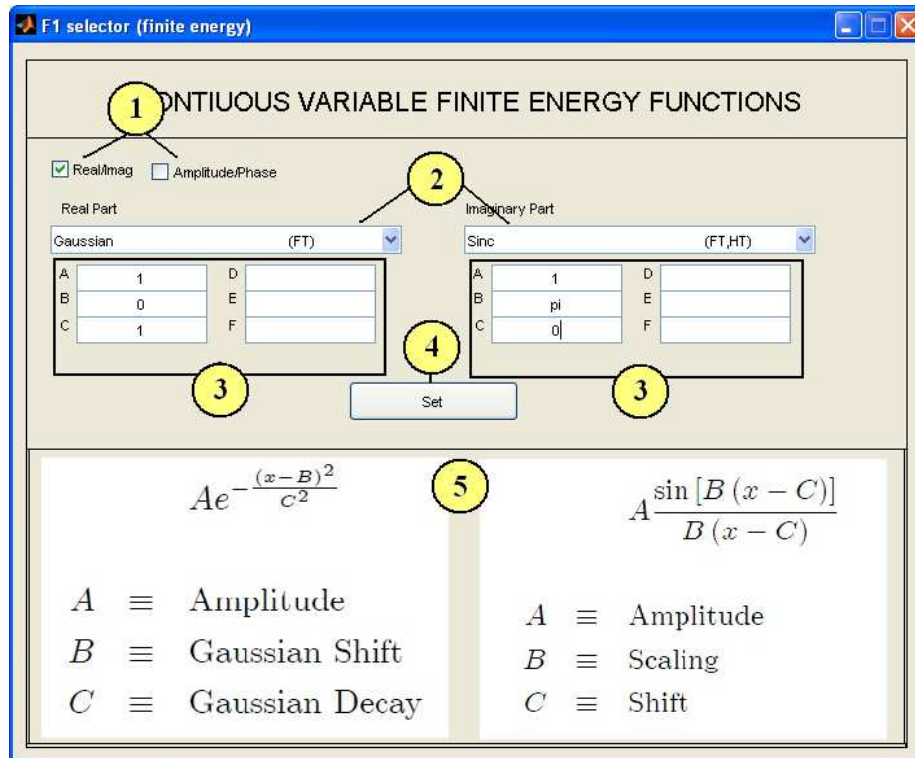 F1 selector (finite energy)
ONTIUOUS VARIABLE FINITE ENERGY FUNCTIONS
1
Real/Imag Amplitude/Phase
2
Real Part Imaginary Part
Gaussian (FT) Sinc (FT,HT)
A 1 D A 1 D
B 0 E B pi E
C 1 F C 0 F
4
3 3
Set
5
Ae^{-\frac{(x-B)^2}{C^2}} A\frac{\sin[B(x-C)]}{B(x-C)}
A ≡ Amplitude
B ≡ Gaussian Shift
C ≡ Gaussian Decay
A ≡ Amplitude
B ≡ Scaling
C ≡ Shift